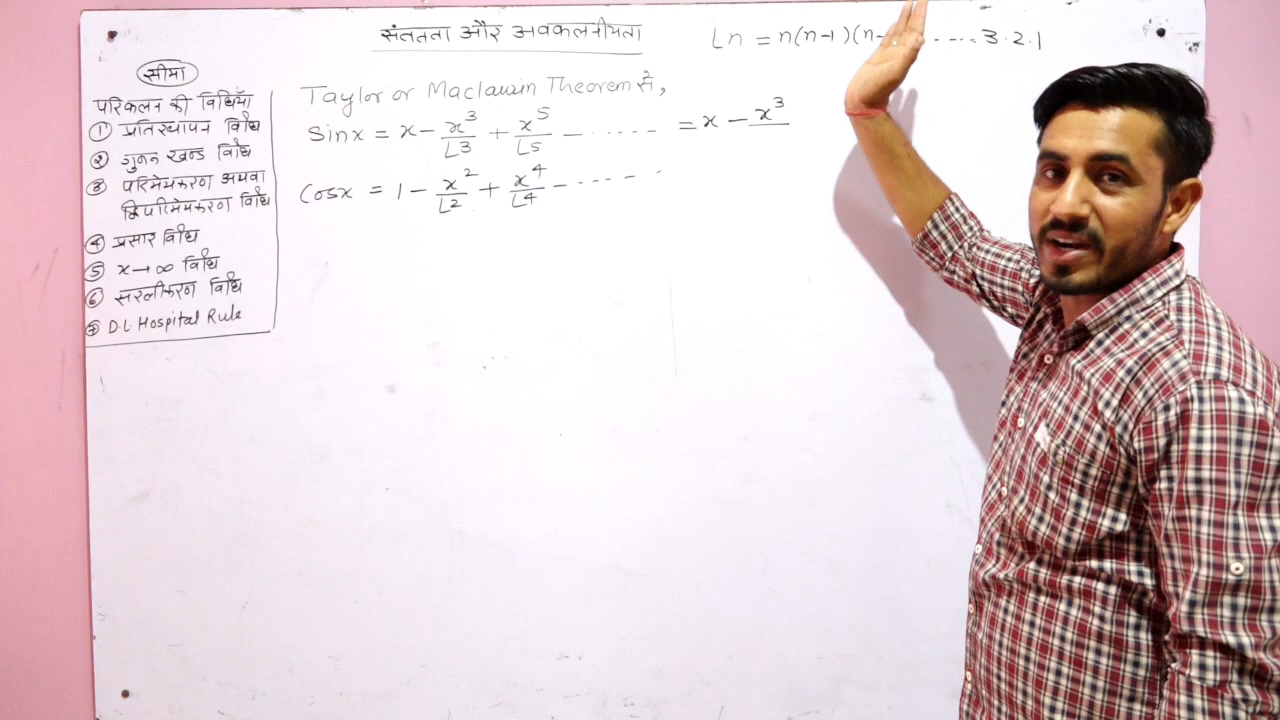 संततता और अवकलनीयता
Ln = n(n-1)(n- ..... 3.2.1
सीमा
परिकलन की विधियाँ
① प्रतिस्थापन विधि
② गुणन खण्ड विधि
③ परिमेयकरण अथवा
द्विपरिमेयकरण विधि
④ प्रसार विधि
⑤ x→∞ विधि
⑥ सरलीकरण विधि
⑦ D.L. Hospital Rule
Taylor or Maclaurin Theorem से,
Sinx = x - x³/L3 + x⁵/L5 - ...... = x - x³
Cosx = 1 - x²/L2 + x⁴/L4 - ......